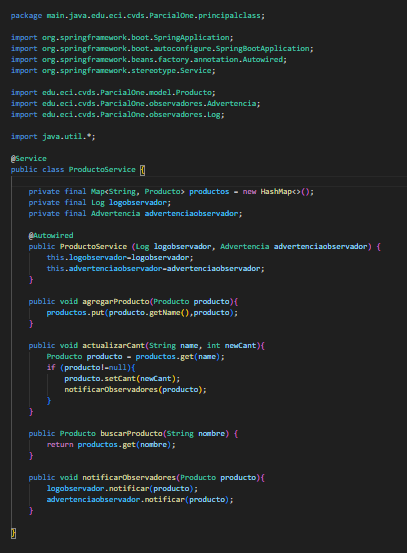 package main.java.edu.eci.cvds.ParcialOne.principalclass;
import org.springframework.boot.SpringApplication;
import org.springframework.boot.autoconfigure.SpringBootApplication;
import org.springframework.beans.factory.annotation.Autowired;
import org.springframework.stereotype.Service;
import edu.eci.cvds.ParcialOne.model.Producto;
import edu.eci.cvds.ParcialOne.observadores.Advertencia;
import edu.eci.cvds.ParcialOne.observadores.Log;
import java.util.*;
@Service
public class ProductoService {
private final Map<String, Producto> productos = new HashMap<>();
private final Log logobservador;
private final Advertencia advertenciaobservador;
@Autowired
public ProductoService (Log logobservador, Advertencia advertenciaobservador) {
this.logobservador=logobservador;
this.advertenciaobservador=advertenciaobservador;
}
public void agregarProducto(Producto producto){
productos.put(producto.getName(),producto);
}
public void actualizarCant(String name, int newCant){
Producto producto = productos.get(name);
if (producto!=null){
producto.setCant(newCant);
notificarObservadores(producto);
}
}
public Producto buscarProducto(String nombre) {
return productos.get(nombre);
}
public void notificarObservadores(Producto producto){
logobservador.notificar(producto);
advertenciaobservador.notificar(producto);
}
}